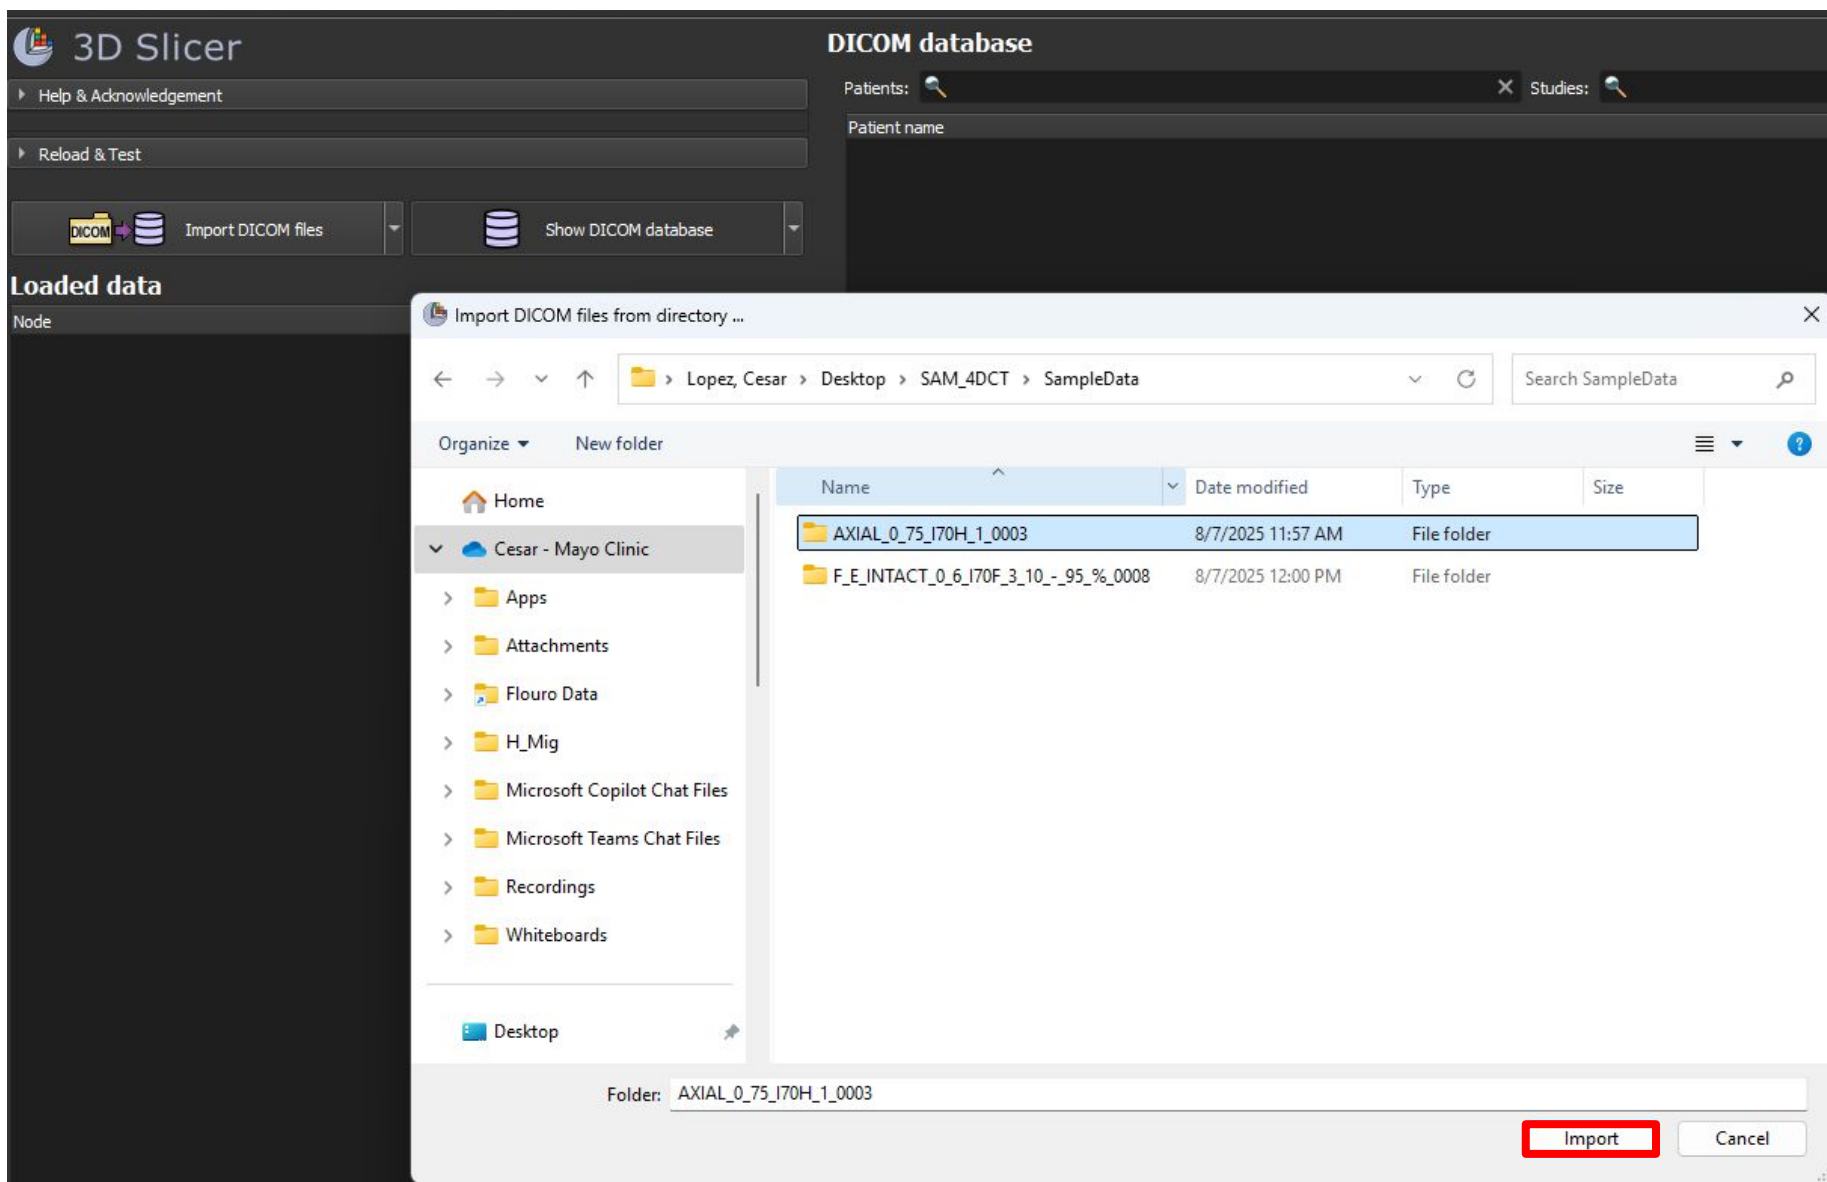 3D Slicer
DICOM database
Help & Acknowledgement
Patients:
Studies:
Patient name
Reload & Test
DICOM
Import DICOM files
Show DICOM database
Loaded data
Node
Import DICOM files from directory ...
Lopez, Cesar > Desktop > SAM_4DCT > SampleData
Search SampleData
Organize
New folder
Name
Date modified
Type
Size
Home
Cesar - Mayo Clinic
Apps
Attachments
Flouro Data
H_Mig
Microsoft Copilot Chat Files
Microsoft Teams Chat Files
Recordings
Whiteboards
Desktop
AXIAL_0_75_I70H_1_0003 8/7/2025 11:57 AM File folder
F_E_INTACT_0_6_I70F_3_10_-_95_%_0008 8/7/2025 12:00 PM File folder
Folder: AXIAL_0_75_I70H_1_0003
Import
Cancel